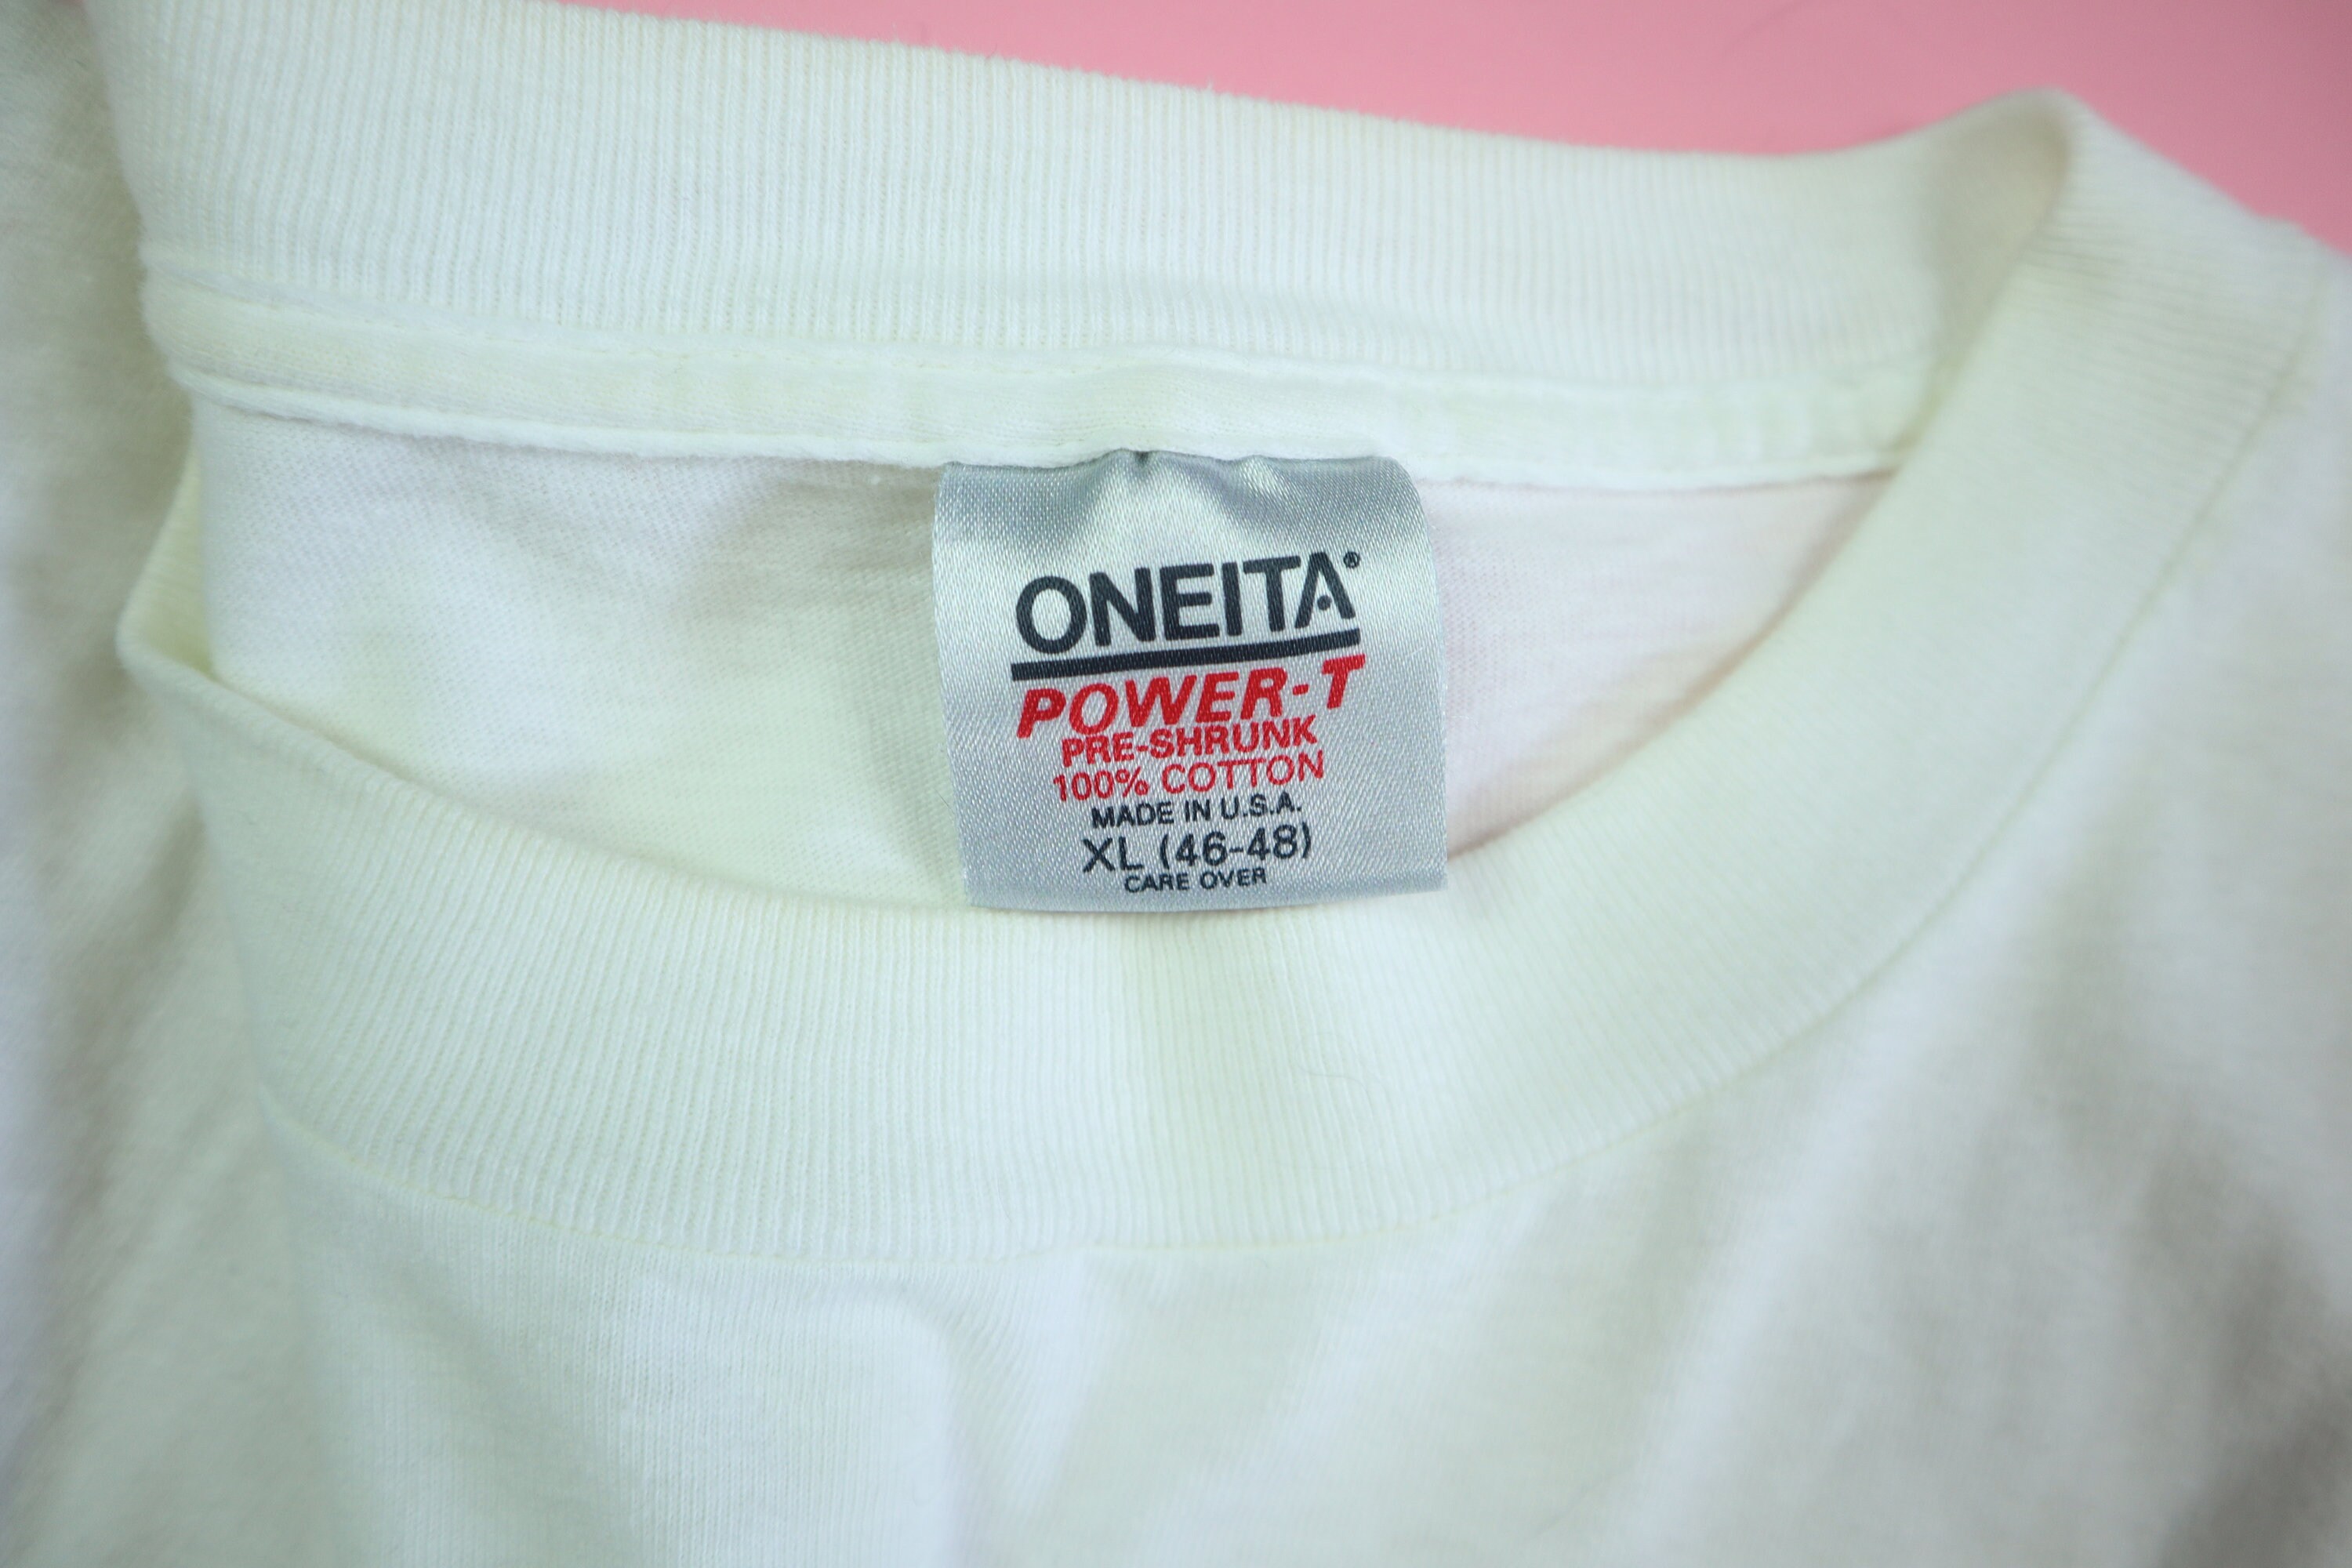 ONEITA®
POWER-T
PRE-SHRUNK
100% COTTON
MADE IN U.S.A.
XL (46-48)
CARE OVER